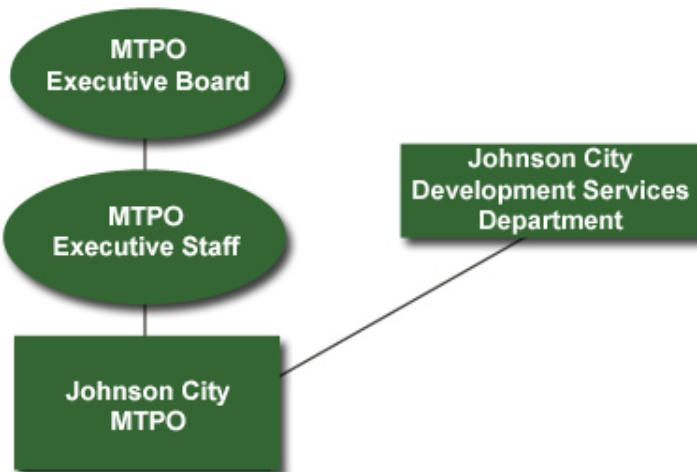 MTPO
Executive Board
MTPO
Executive Staff
Johnson City
Development Services
Department
Johnson City
MTPO